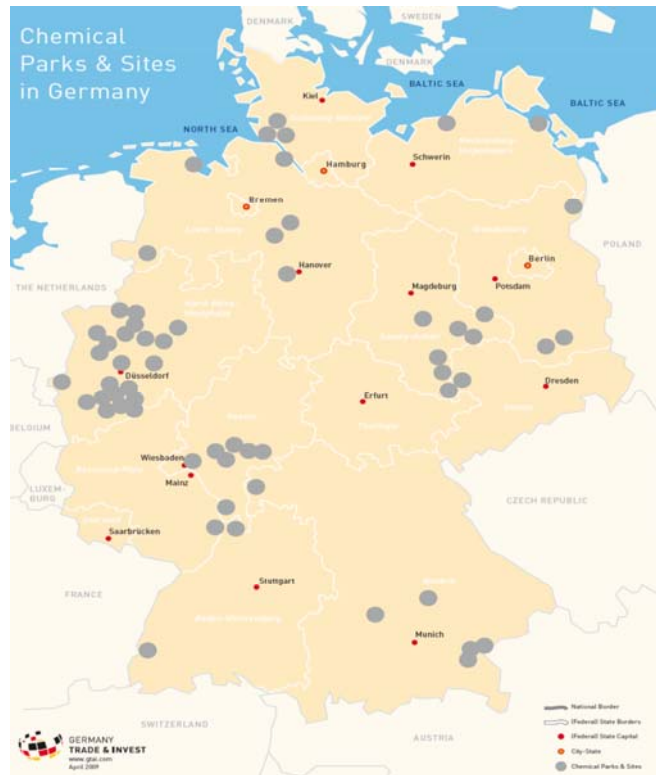 Chemical
Parks & Sites
in Germany
DENMARK
SWEDEN
DENMARK
BALTIC SEA
BALTIC SEA
Kiel
NORTH SEA
Hamburg
Schwerin
Bremen
POLAND
Berlin
Hanover
Potsdam
THE NETHERLANDS
Magdeburg
Düsseldorf
Dresden
Erfurt
BELGIUM
Wiesbaden
Mainz
LUXEM-
BURG
CZECH REPUBLIC
Saarbrücken
Stuttgart
FRANCE
Munich
SWITZERLAND
AUSTRIA
National Border
(Federal) State Borders
(Federal) State Capital
City-State
Chemical Parks & Sites
GERMANY
TRADE & INVEST
www.gtai.com
April 2009